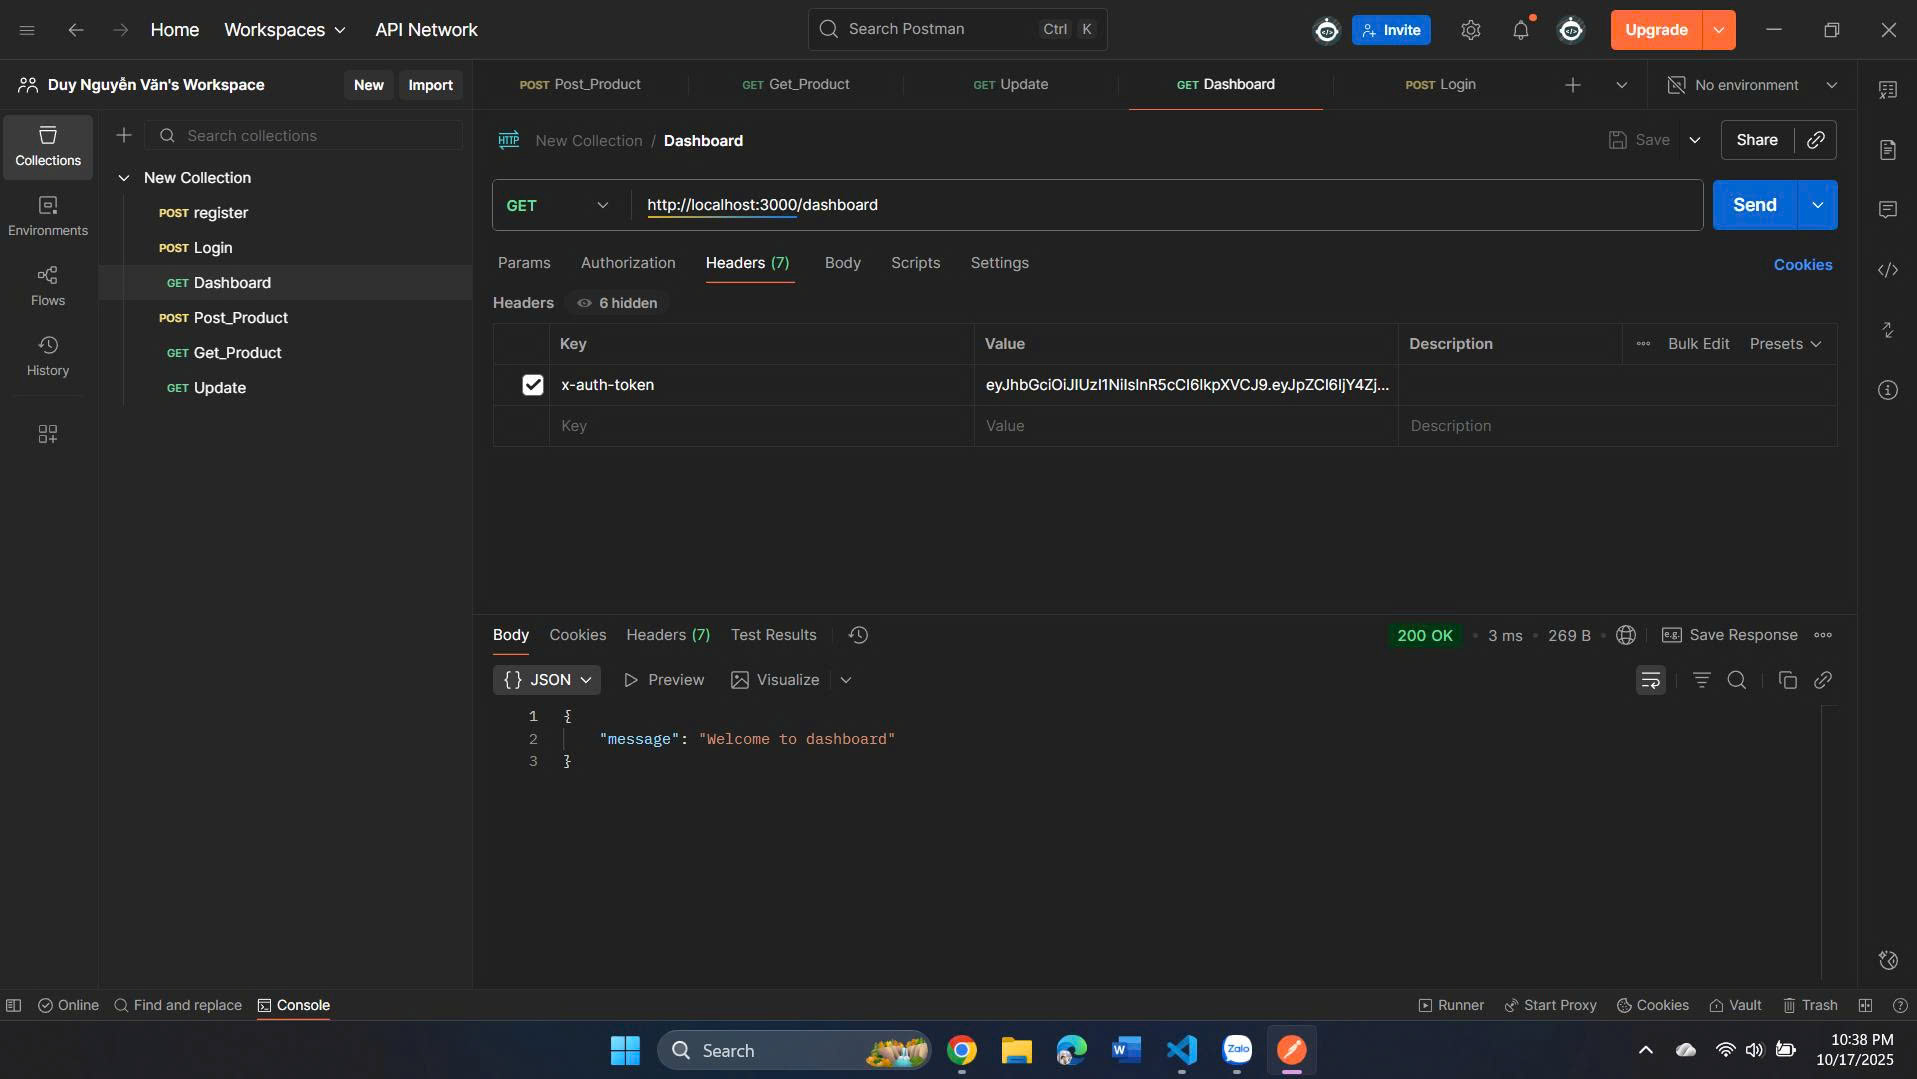 Home
Workspaces
API Network
Search Postman
Ctrl K
Invite
Upgrade
Duy Nguyễn Văn's Workspace
New
Import
POST Post_Product
GET Get_Product
GET Update
GET Dashboard
POST Login
No environment
Collections
Environments
Flows
History
Search collections
New Collection
POST register
POST Login
GET Dashboard
POST Post_Product
GET Get_Product
GET Update
HTTP
New Collection / Dashboard
Save
Share
GET
http://localhost:3000/dashboard
Send
Params
Authorization
Headers (7)
Body
Scripts
Settings
Cookies
Headers
6 hidden
Key
Value
Description
Bulk Edit
Presets
x-auth-token
eyJhbGciOiJIUzI1NiIsInR5cCI6IkpXVCJ9.eyJpZCI6IjY4Zj...
Key
Value
Description
Body
Cookies
Headers (7)
Test Results
200 OK
3 ms
269 B
e.g.
Save Response
{} JSON
Preview
Visualize
1 {
2 "message": "Welcome to dashboard"
3 }
Online
Find and replace
Console
Runner
Start Proxy
Cookies
Vault
Trash
Search
Zalo
10:38 PM
10/17/2025